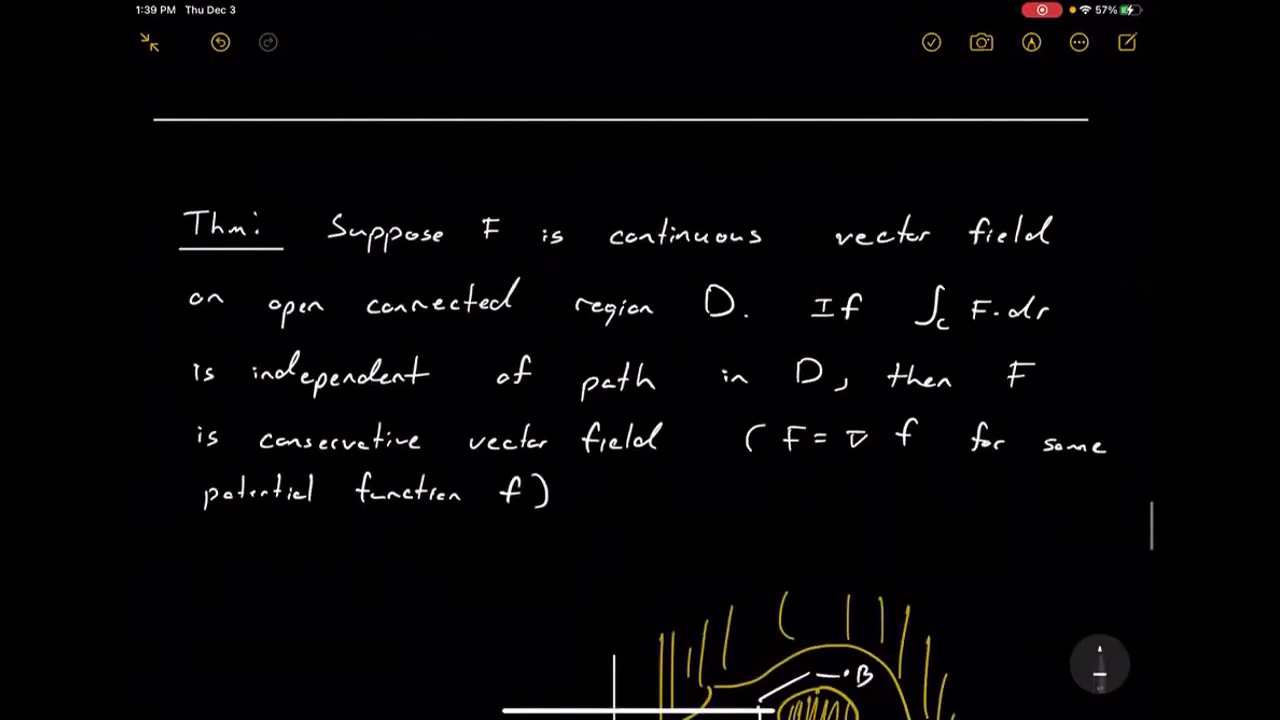 1:39 PM Thu Dec 3
57%
Thm: Suppose F is continuous vector field
on open connected region D. If ∫c F·dr
is independent of path in D, then F
is conservative vector field (F = ∇ f for some
potential function f)
B